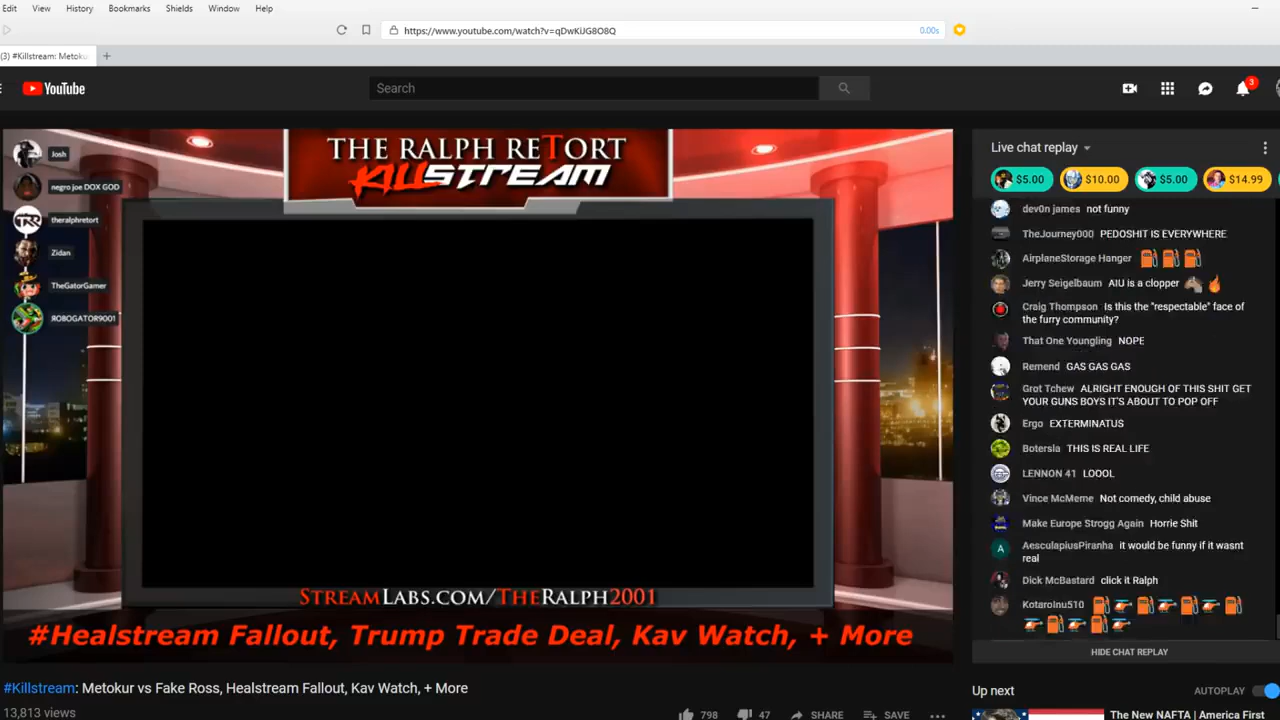 Edit View History Bookmarks Shields Window Help
https://www.youtube.com/watch?v=qDwKiJG8O8Q 0.00s
(3) #Killstream: Metoku
YouTube
Search
3
THE RALPH RETORT
KILLSTREAM
Josh
negro joe DOX GOD
TRR theralphretort
Zidan
TheGatorGamer
ROBOGATOR9001
STREAMLABS.COM/THERALPH2001
#Healstream Fallout, Trump Trade Deal, Kav Watch, + More
#Killstream: Metokur vs Fake Ross, Healstream Fallout, Kav Watch, + More
13,813 views
798 47 SHARE SAVE
Live chat replay
$5.00 $10.00 $5.00 $14.99
dev0n james not funny
TheJourney000 PEDOSHIT IS EVERYWHERE
AirplaneStorage Hanger
Jerry Seigelbaum AIU is a clopper
Craig Thompson Is this the "respectable" face of
the furry community?
That One Youngling NOPE
Remend GAS GAS GAS
Grot Tchew ALRIGHT ENOUGH OF THIS SHIT GET
YOUR GUNS BOYS IT'S ABOUT TO POP OFF
Ergo EXTERMINATUS
Botersla THIS IS REAL LIFE
LENNON 41 LOOOL
Vince McMeme Not comedy, child abuse
Make Europe Strogg Again Horrie Shit
A AesculapiusPiranha it would be funny if it wasnt
real
Dick McBastard click it Ralph
KotaroInu510
HIDE CHAT REPLAY
Up next AUTOPLAY
The New NAFTA | America First